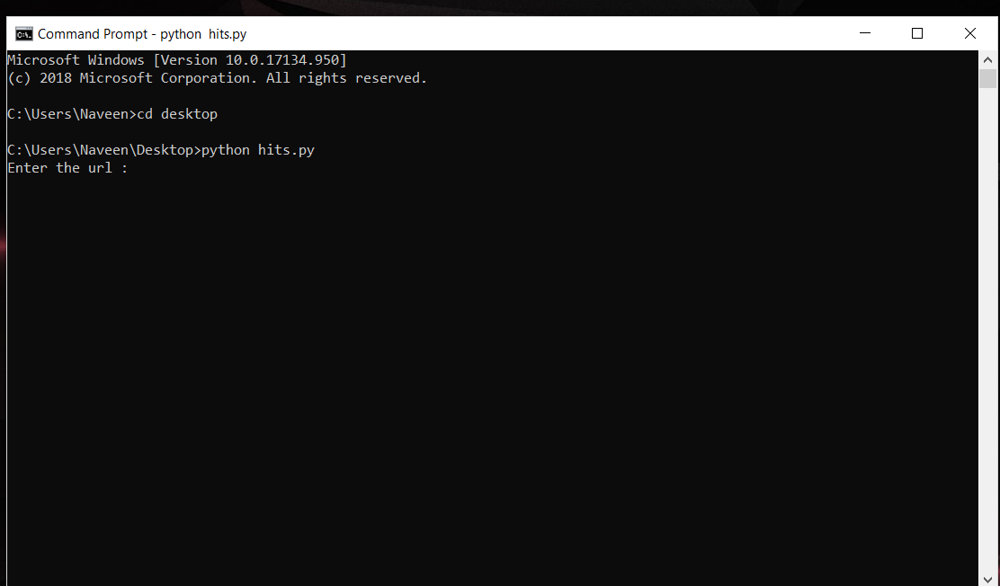 Command Prompt - python  hits.py
Microsoft Windows [Version 10.0.17134.950]
(c) 2018 Microsoft Corporation. All rights reserved.
C:\Users\Naveen>cd desktop
C:\Users\Naveen\Desktop>python hits.py
Enter the url :